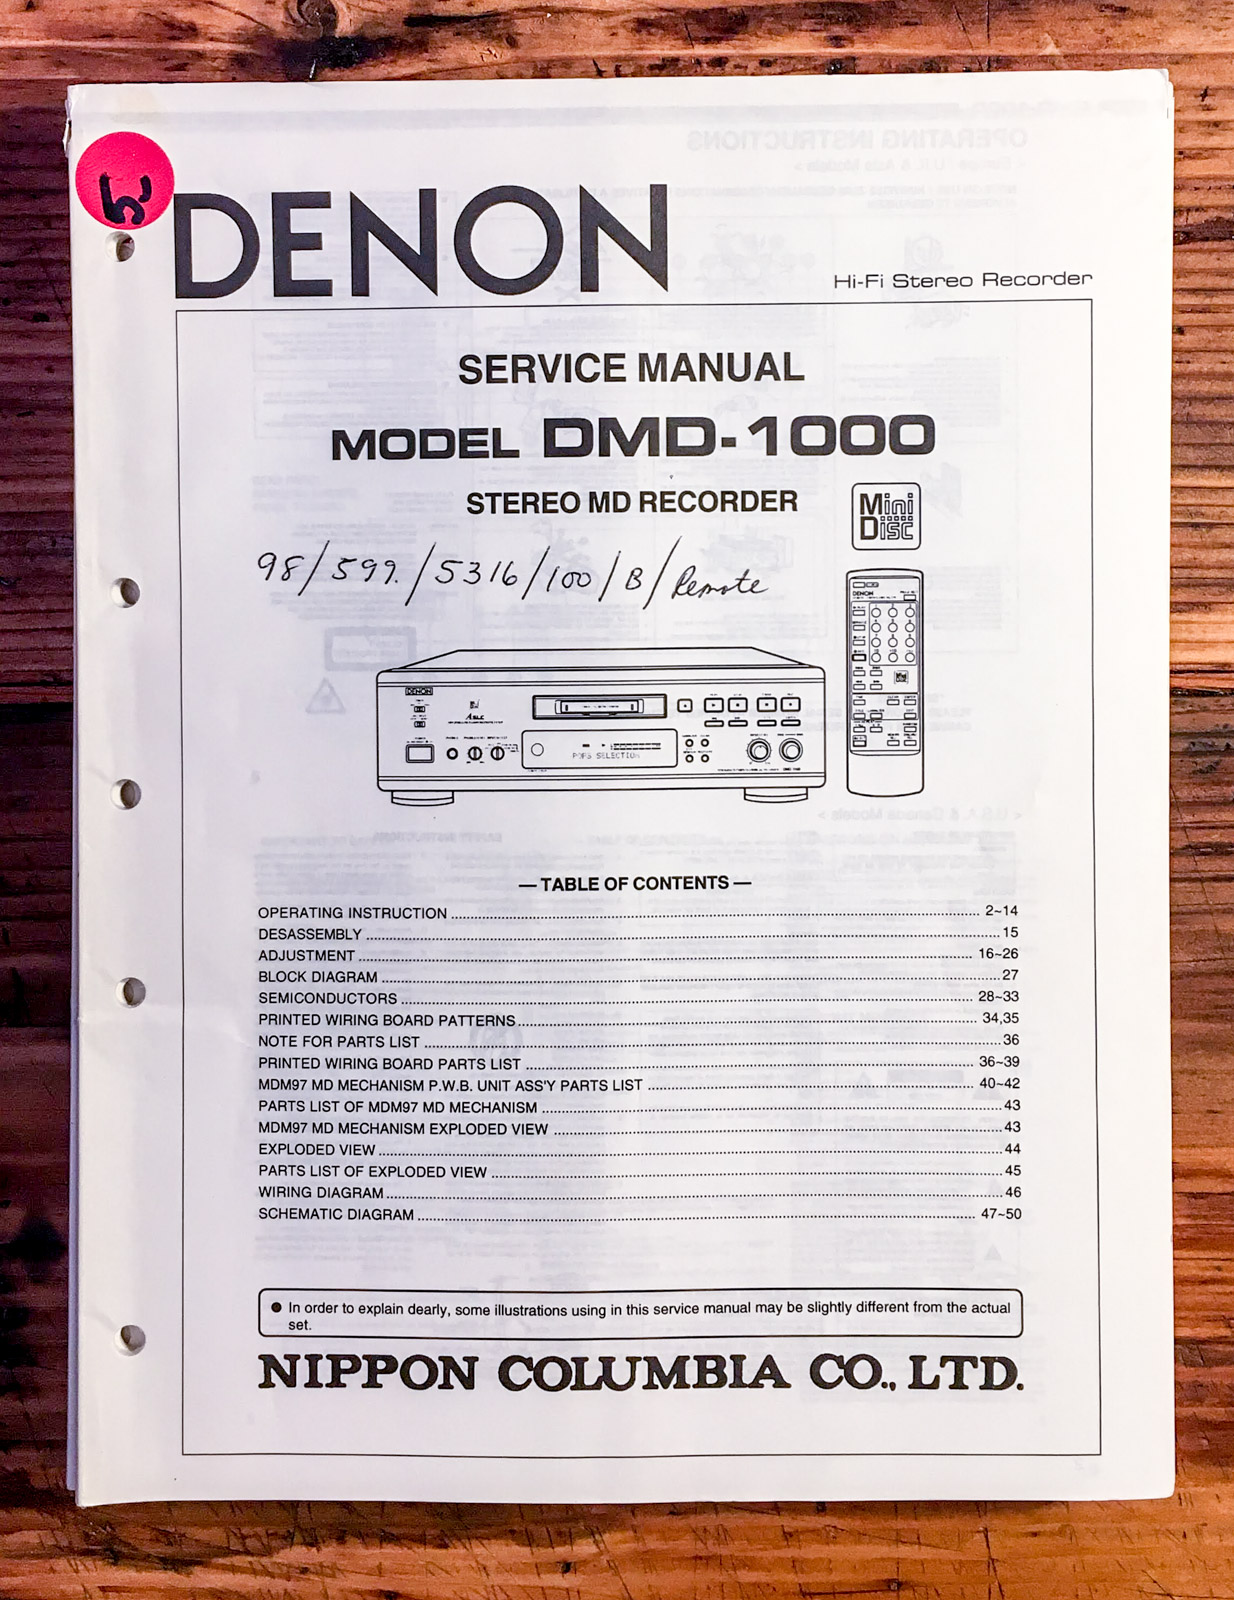 DENON
Hi-Fi Stereo Recorder
SERVICE MANUAL
MODEL DMD-1000
STEREO MD RECORDER
Mini
Disc
98/599./5316/100/B/Remote
DENON
DENON
POPS SELECTION
— TABLE OF CONTENTS —
OPERATING INSTRUCTION 2~14
DESASSEMBLY 15
ADJUSTMENT 16~26
BLOCK DIAGRAM 27
SEMICONDUCTORS 28~33
PRINTED WIRING BOARD PATTERNS 34,35
NOTE FOR PARTS LIST 36
PRINTED WIRING BOARD PARTS LIST 36~39
MDM97 MD MECHANISM P.W.B. UNIT ASS'Y PARTS LIST 40~42
PARTS LIST OF MDM97 MD MECHANISM 43
MDM97 MD MECHANISM EXPLODED VIEW 43
EXPLODED VIEW 44
PARTS LIST OF EXPLODED VIEW 45
WIRING DIAGRAM 46
SCHEMATIC DIAGRAM 47~50
● In order to explain dearly, some illustrations using in this service manual may be slightly different from the actual
set.
NIPPON COLUMBIA CO., LTD.